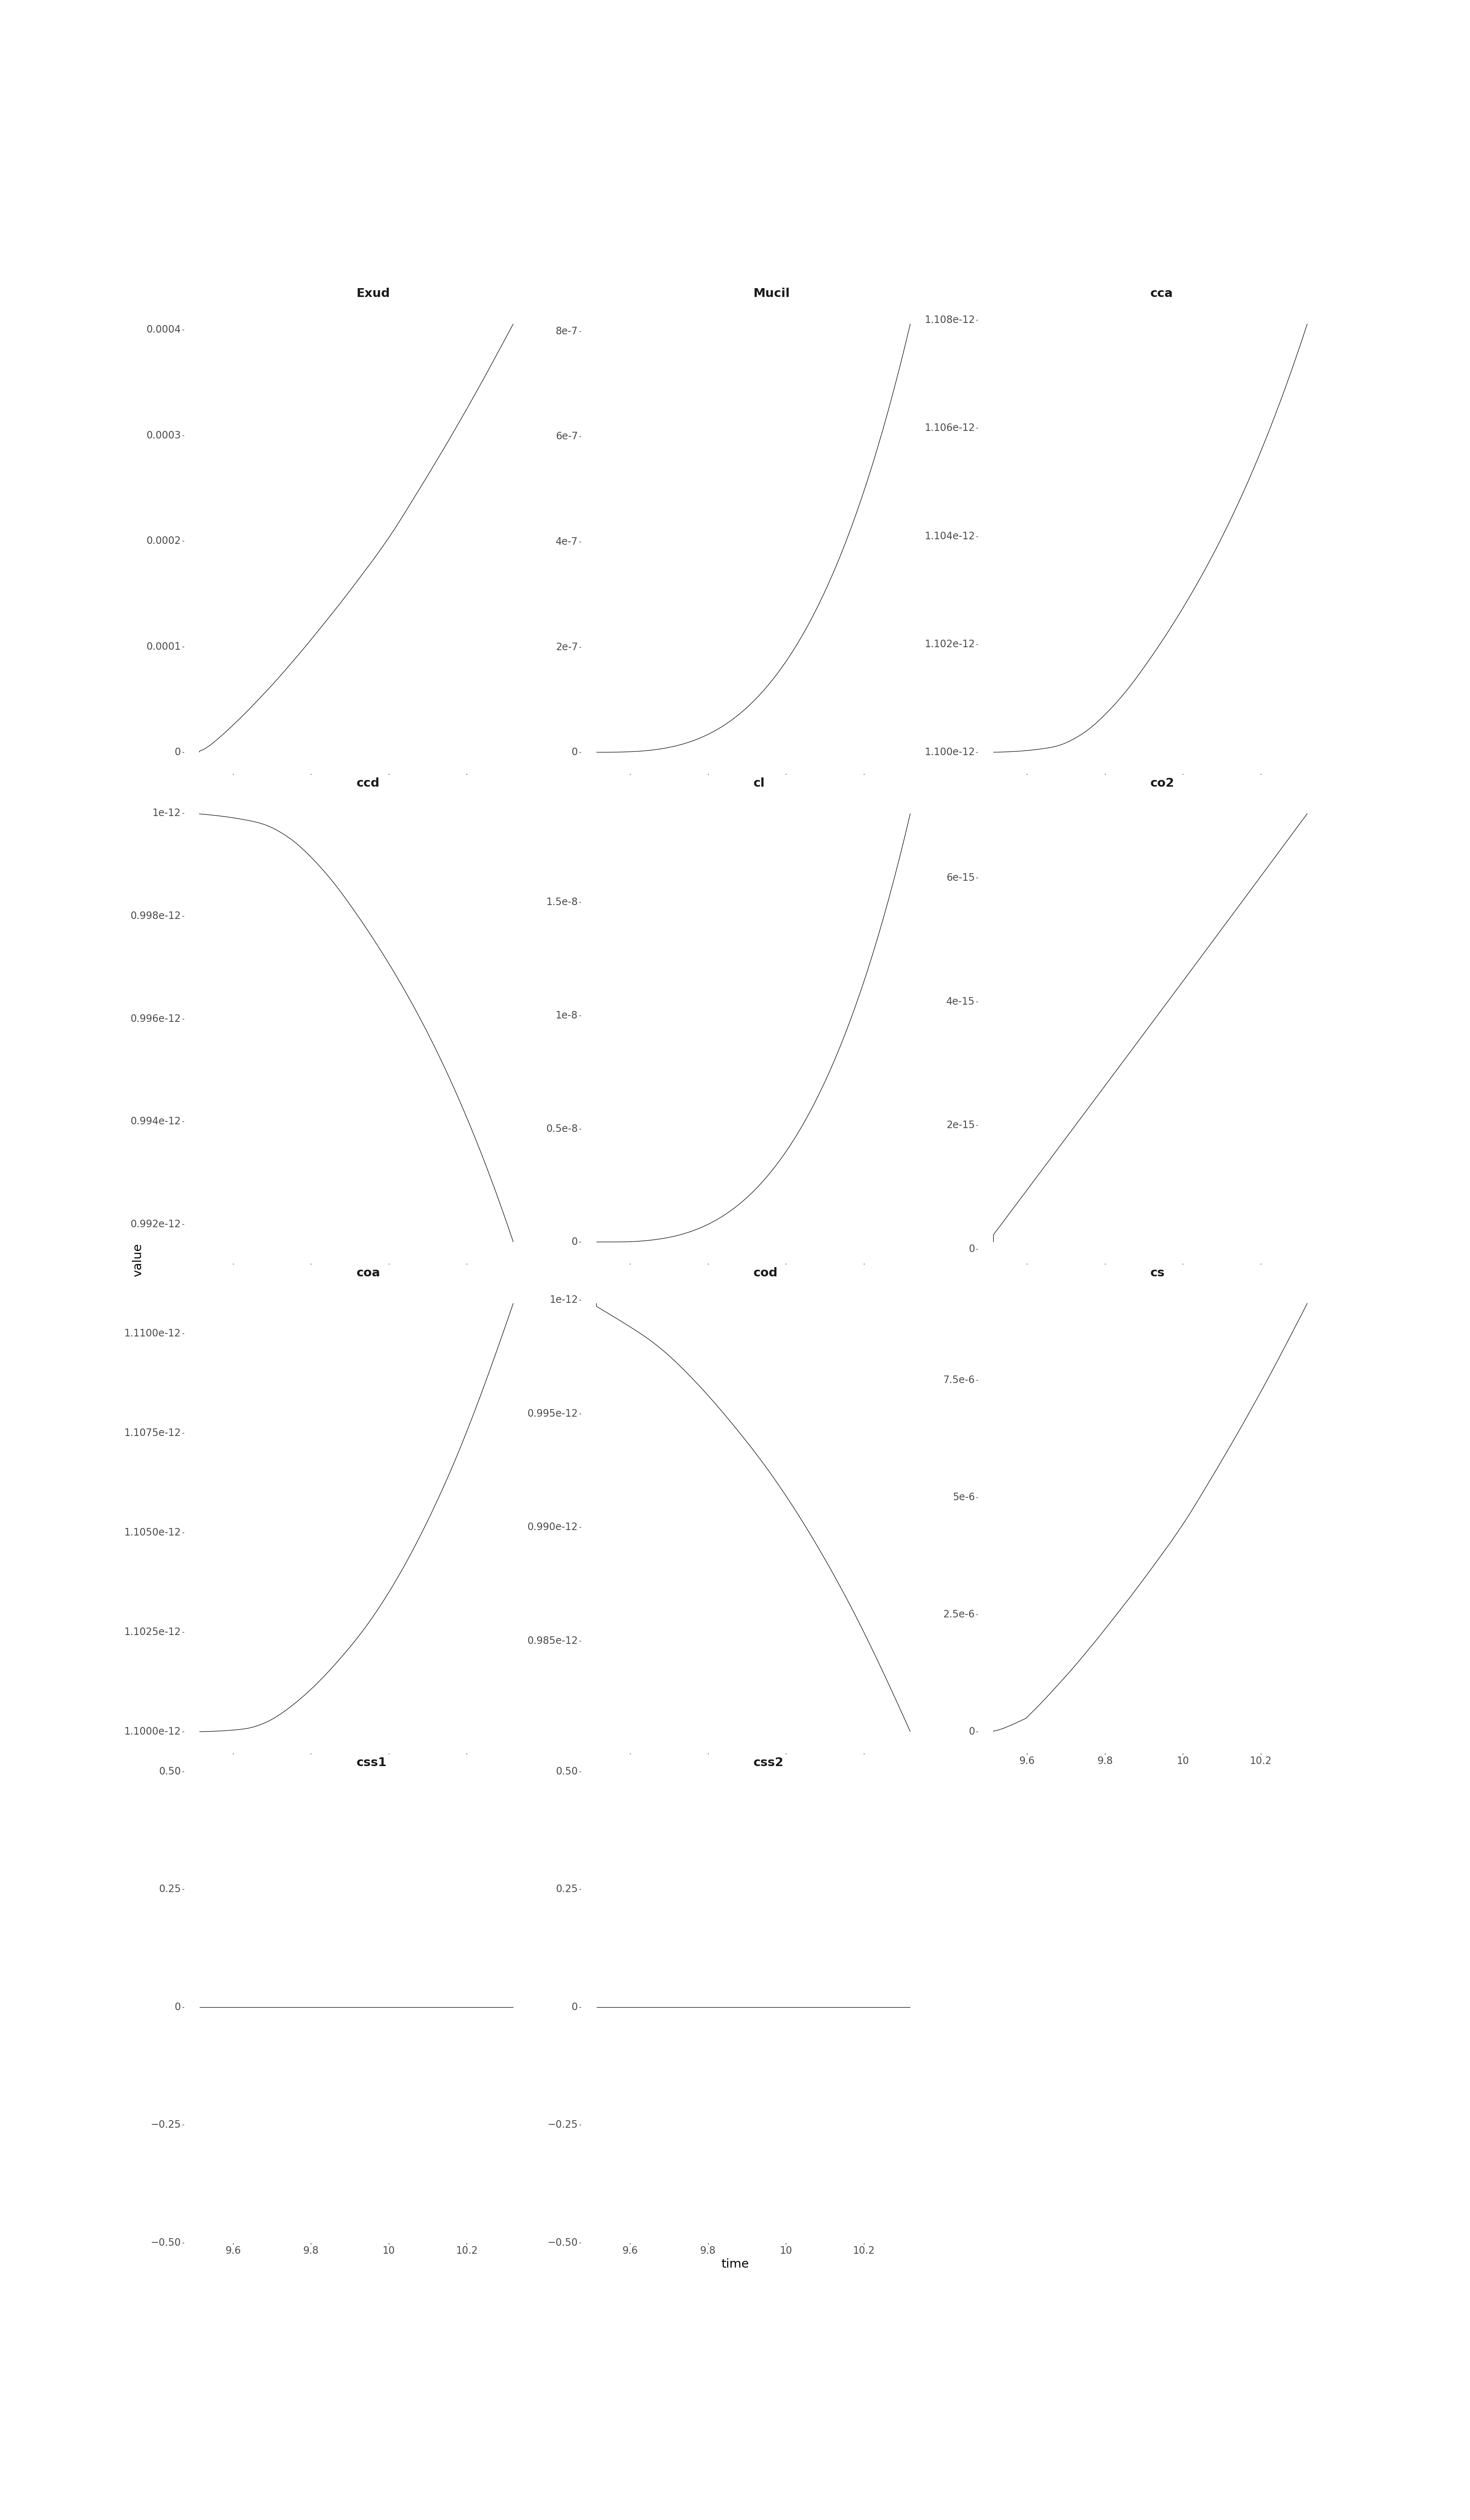 Exud
Mucil
cca
0.0004
0.0003
0.0002
0.0001
0
8e-7
6e-7
4e-7
2e-7
0
1.108e-12
1.106e-12
1.104e-12
1.102e-12
1.100e-12
ccd
cl
co2
1e-12
0.998e-12
0.996e-12
0.994e-12
0.992e-12
1.5e-8
1e-8
0.5e-8
0
6e-15
4e-15
2e-15
0
value
coa
cod
cs
1.1100e-12
1.1075e-12
1.1050e-12
1.1025e-12
1.1000e-12
1e-12
0.995e-12
0.990e-12
0.985e-12
7.5e-6
5e-6
2.5e-6
0
9.6 9.8 10 10.2
css1
css2
0.50
0.25
0
−0.25
−0.50
0.50
0.25
0
−0.25
−0.50
9.6 9.8 10 10.2
9.6 9.8 10 10.2
time